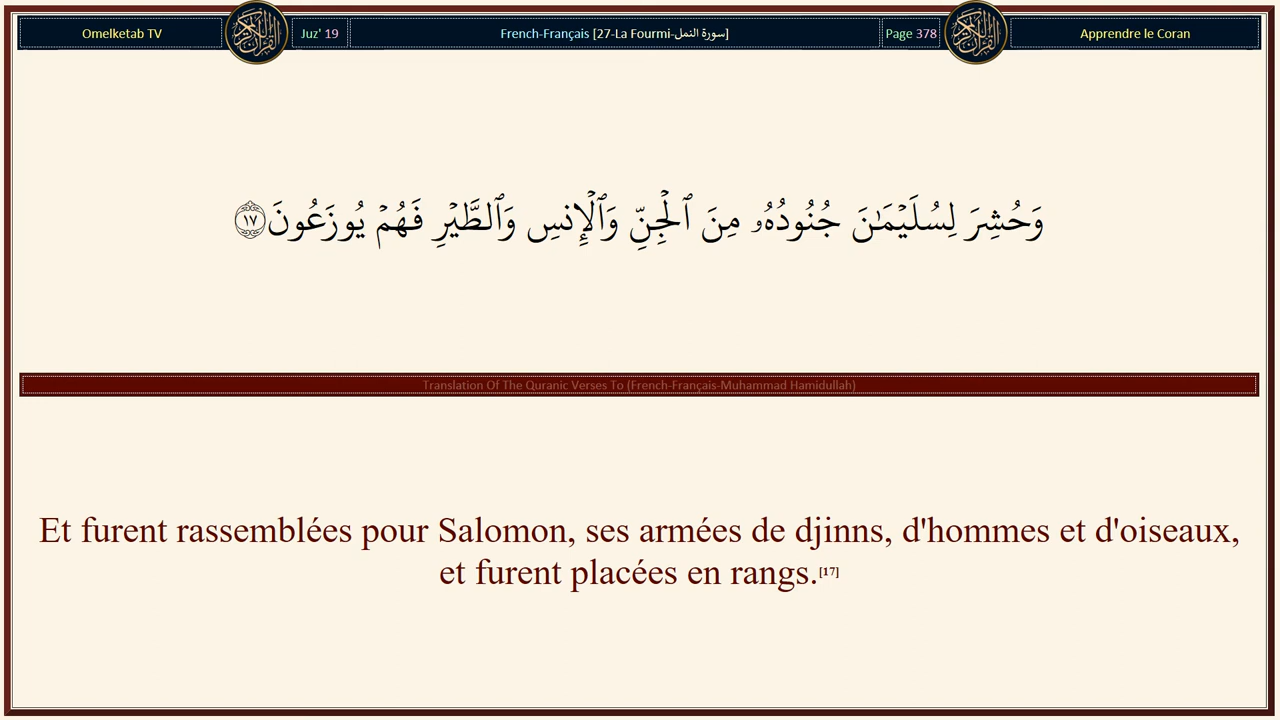 Omelketab TV
Juz' 19
French-Français [27-La Fourmi-سورة النمل]
Page 378
Apprendre le Coran
وَحُشِرَ لِسُلَيْمَٰنَ جُنُودُهُۥ مِنَ ٱلْجِنِّ وَٱلْإِنسِ وَٱلطَّيْرِ فَهُمْ يُوزَعُونَ ١٧
Translation Of The Quranic Verses To (French-Français-Muhammad Hamidullah)
Et furent rassemblées pour Salomon, ses armées de djinns, d'hommes et d'oiseaux,
et furent placées en rangs.[17]